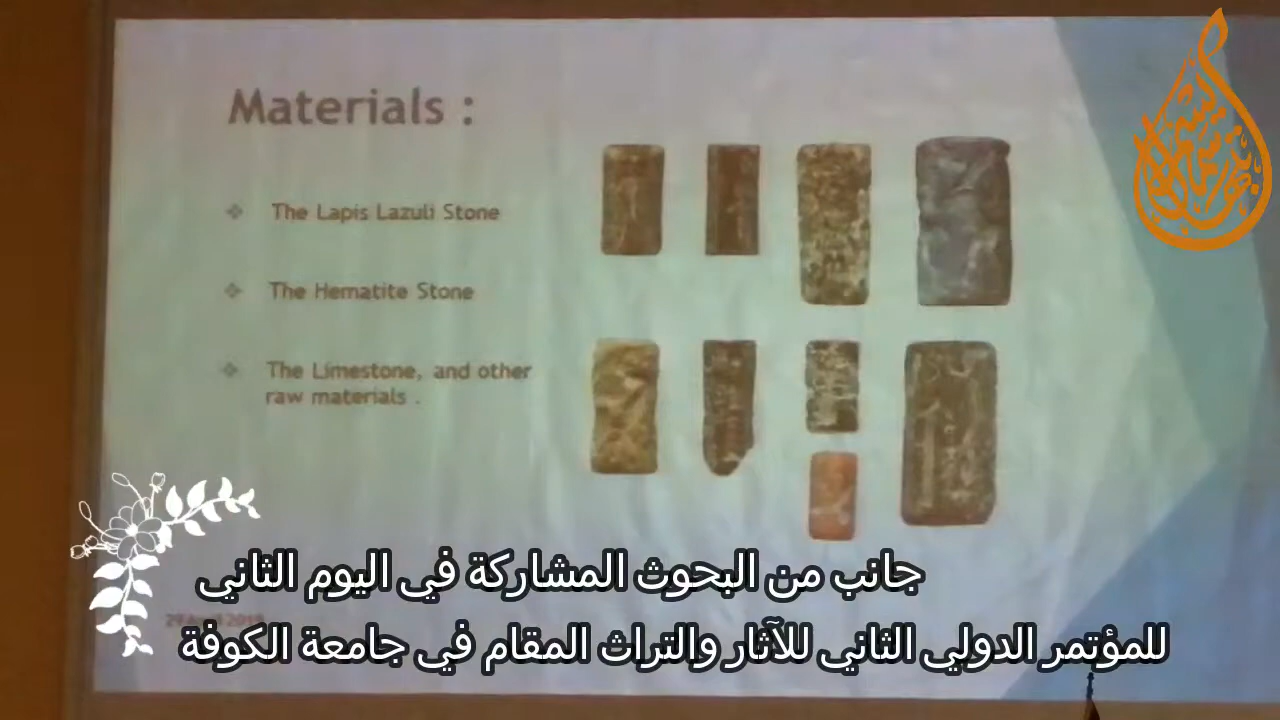 Materials :
❖ The Lapis Lazuli Stone
❖ The Hematite Stone
❖ The Limestone, and other
raw materials .
جانب من البحوث المشاركة في اليوم الثاني
للمؤتمر الدولي الثاني للآثار والتراث المقام في جامعة الكوفة